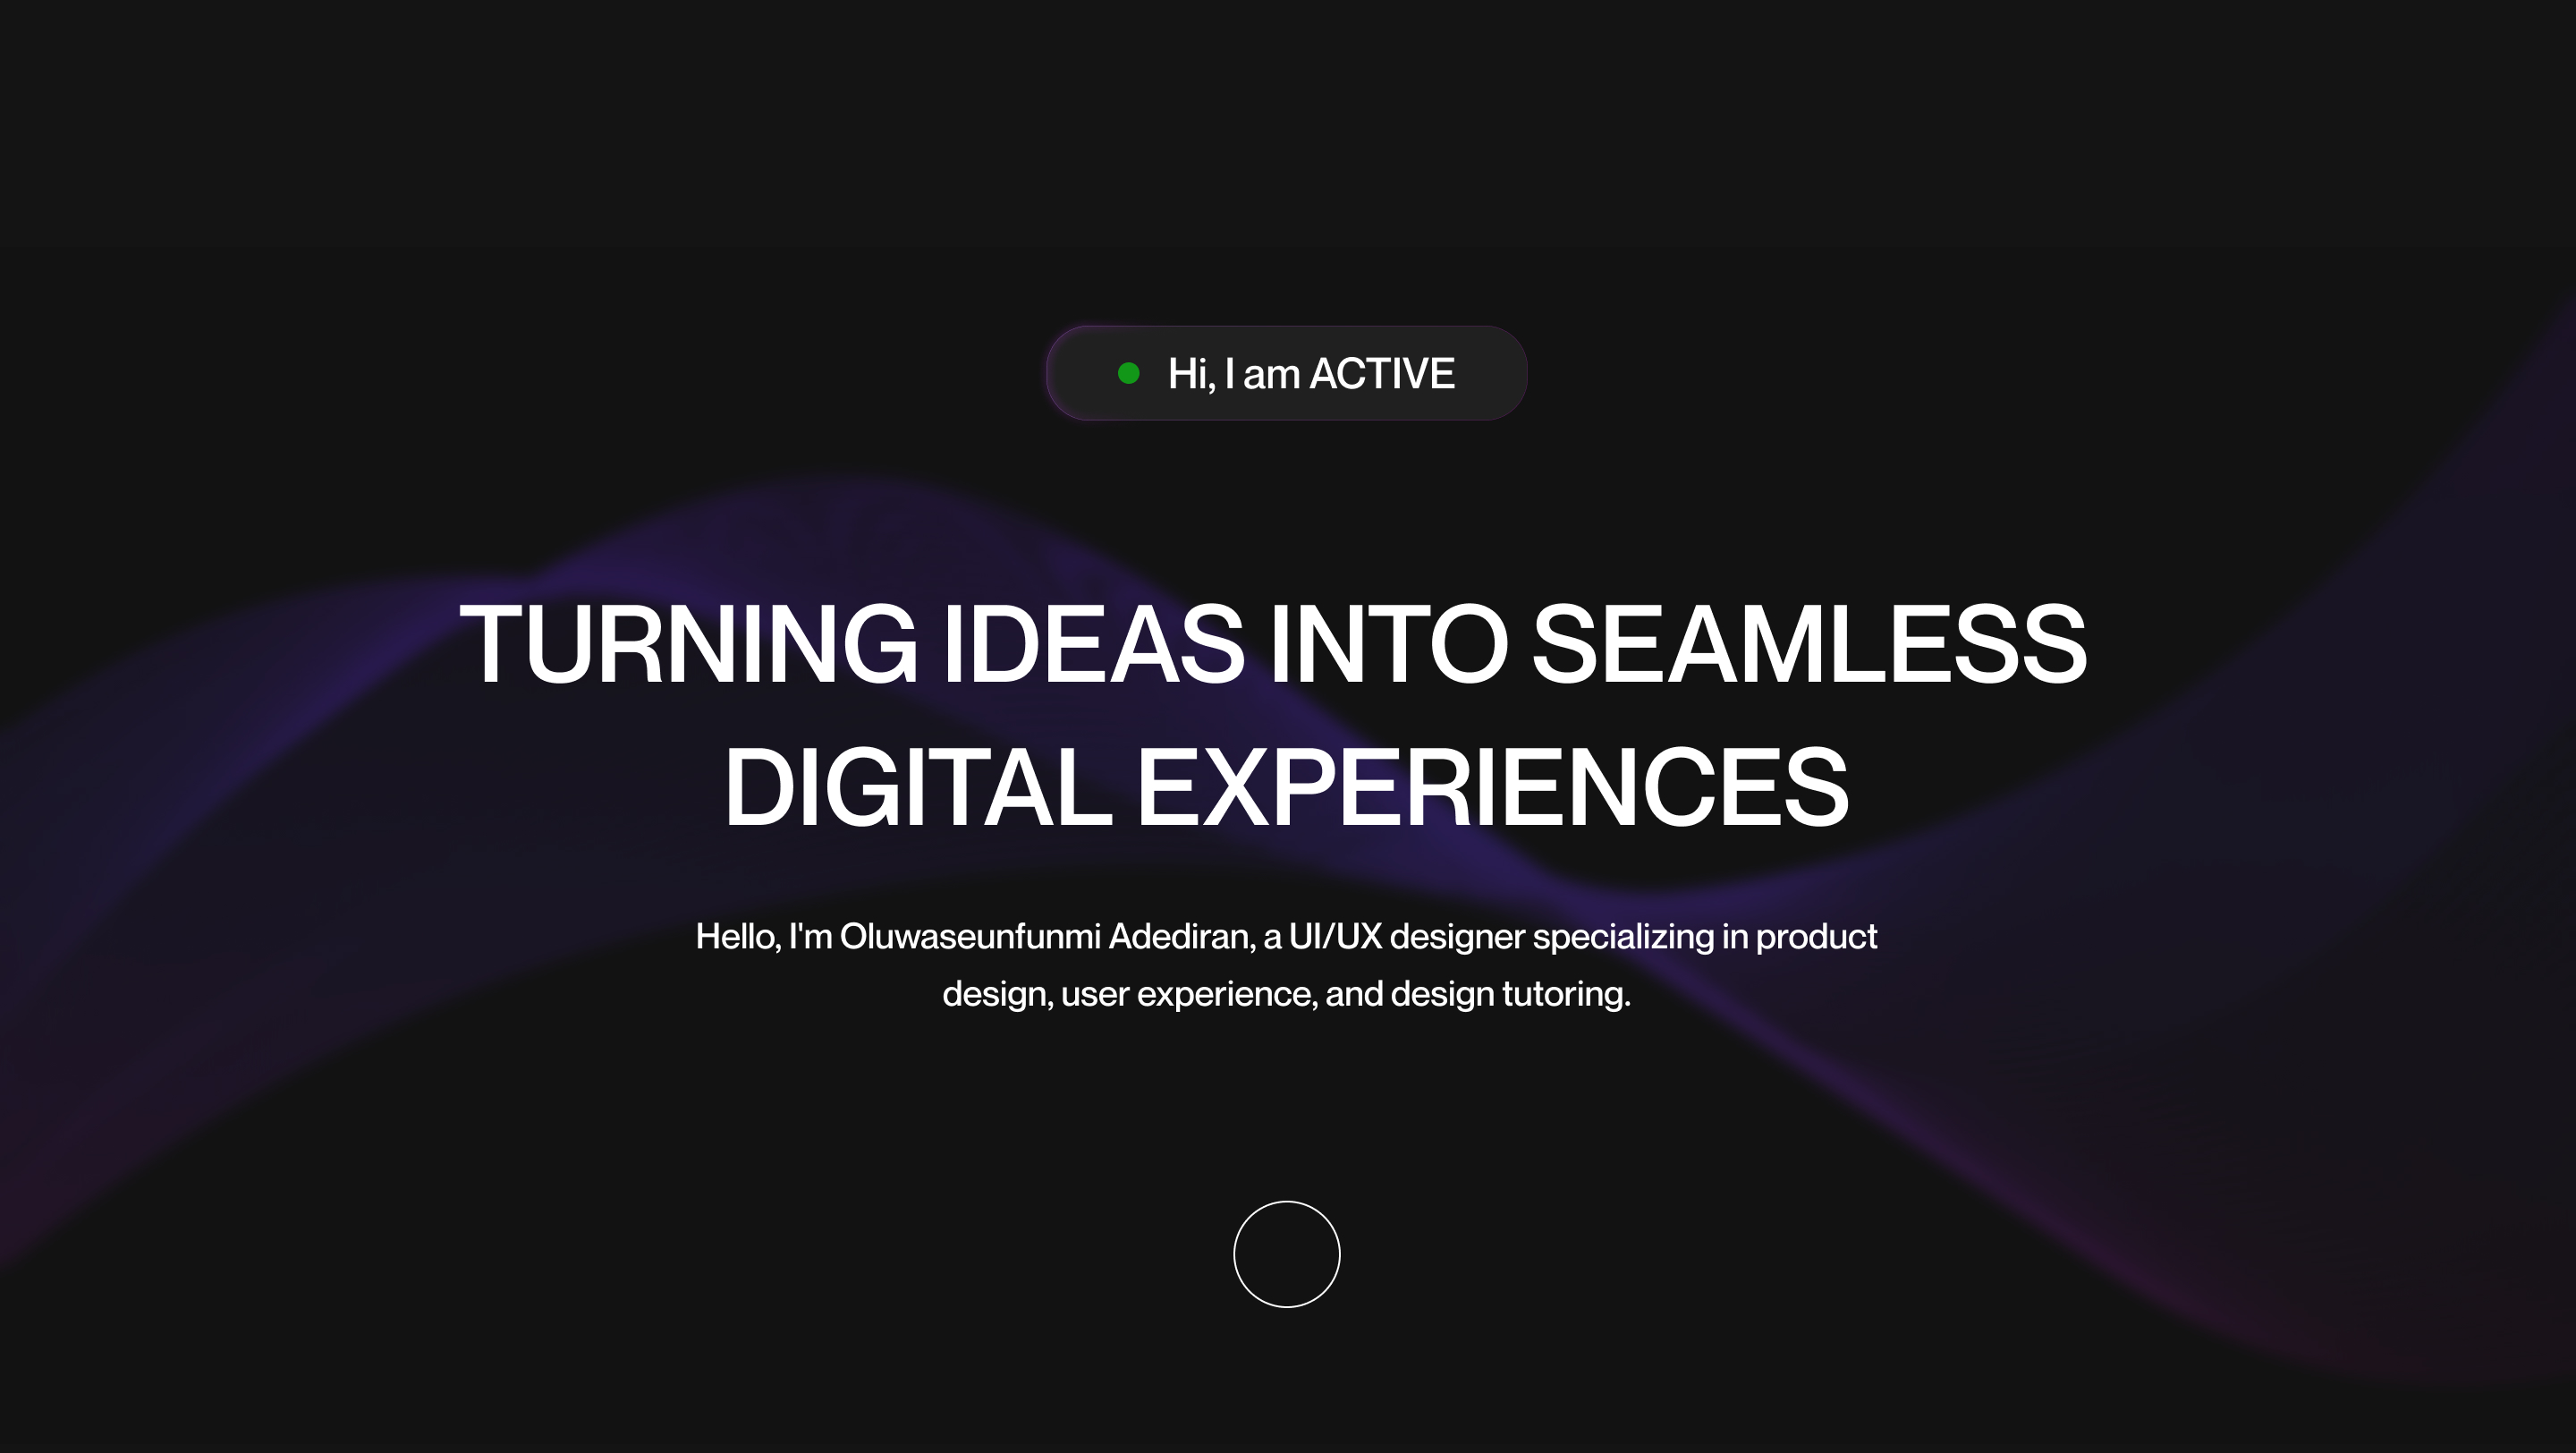 Hi, I am ACTIVE
TURNING IDEAS INTO SEAMLESS
DIGITAL EXPERIENCES
Hello, I'm Oluwaseunfunmi Adediran, a UI/UX designer specializing in product
design, user experience, and design tutoring.